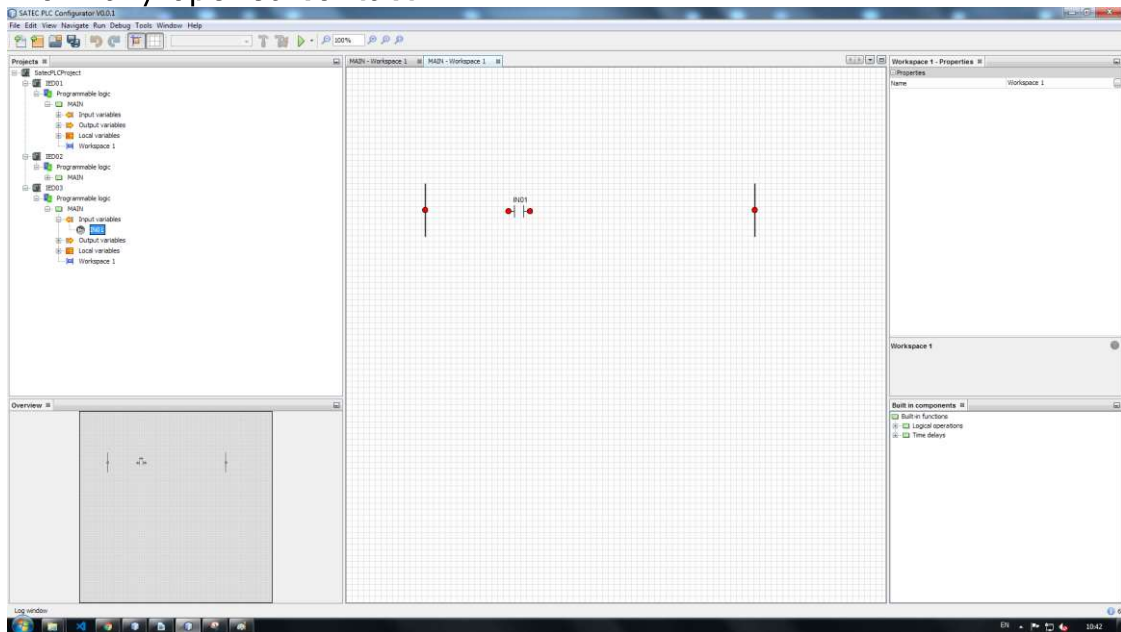 SATEC PLC Configurator V0.0.1
File Edit View Navigate Run Debug Tools Window Help
100%
Projects
SatecPLCProject
IED01
Programmable logic
MAIN
Input variables
Output variables
Local variables
Workspace 1
IED02
Programmable logic
MAIN
IED03
Programmable logic
MAIN
Input variables
IN01
Output variables
Local variables
Workspace 1
MAIN - Workspace 1 MAIN - Workspace 1
IN01
Workspace 1 - Properties
Properties
Name Workspace 1
Workspace 1
Overview
Built in components
Built-in functions
Logical operations
Time delays
Log window
6
EN 10:42